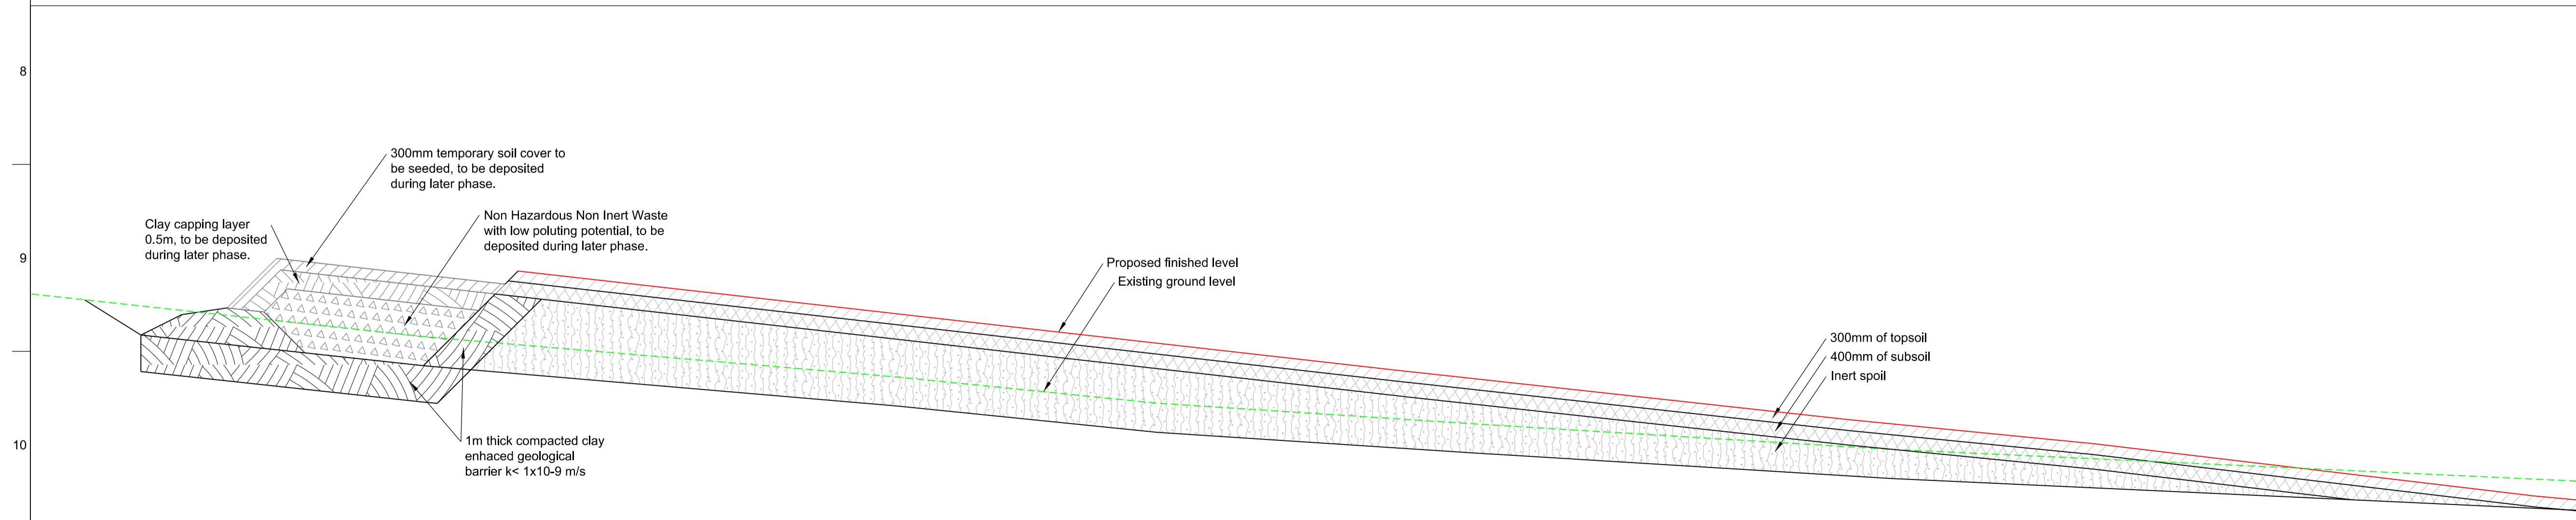 8
300mm temporary soil cover to
be seeded, to be deposited
during later phase.
Clay capping layer
0.5m, to be deposited
during later phase.
Non Hazardous Non Inert Waste
with low poluting potential, to be
deposited during later phase.
9
Proposed finished level
Existing ground level
300mm of topsoil
400mm of subsoil
Inert spoil
10
1m thick compacted clay
enhaced geological
barrier k< 1x10-9 m/s